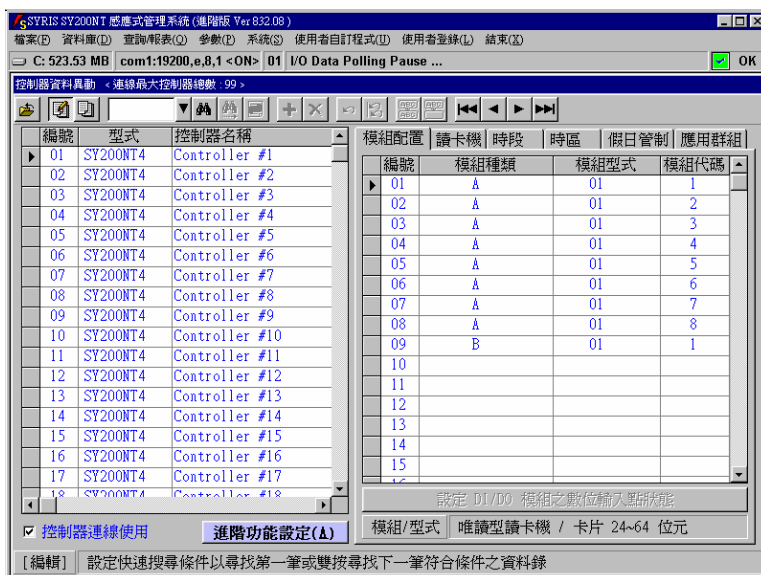 SYRIS SY200NT 感應式管理系統 (進階版 Ver 8.32.08 )
檔案(F) 資料庫(D) 查詢/報表(Q) 參數(P) 系統(S) 使用者自訂程式(U) 使用者登錄(L) 結束(X)
C: 523.53 MB com1:19200,e,8,1 <ON> 01 I/O Data Polling Pause ... OK
控制器資料異動 < 連線最大控制器總數 : 99 >
模組配置 讀卡機 時段 時區 假日管制 應用群組
編號 型式 控制器名稱
01 SY200NT4 Controller #1
02 SY200NT4 Controller #2
03 SY200NT4 Controller #3
04 SY200NT4 Controller #4
05 SY200NT4 Controller #5
06 SY200NT4 Controller #6
07 SY200NT4 Controller #7
08 SY200NT4 Controller #8
09 SY200NT4 Controller #9
10 SY200NT4 Controller #10
11 SY200NT4 Controller #11
12 SY200NT4 Controller #12
13 SY200NT4 Controller #13
14 SY200NT4 Controller #14
15 SY200NT4 Controller #15
16 SY200NT4 Controller #16
17 SY200NT4 Controller #17
18 SY200NT4 Controller #18
編號 模組種類 模組型式 模組代碼
01 A 01 1
02 A 01 2
03 A 01 3
04 A 01 4
05 A 01 5
06 A 01 6
07 A 01 7
08 A 01 8
09 B 01 1
10
11
12
13
14
15
16
設定 DI/DO 模組之數位輸入點狀態
控制器連線使用 進階功能設定(A)
模組/型式 唯讀型讀卡機 / 卡片 24~64 位元
[編輯] 設定快速搜尋條件以尋找第一筆或雙按尋找下一筆符合條件之資料錄